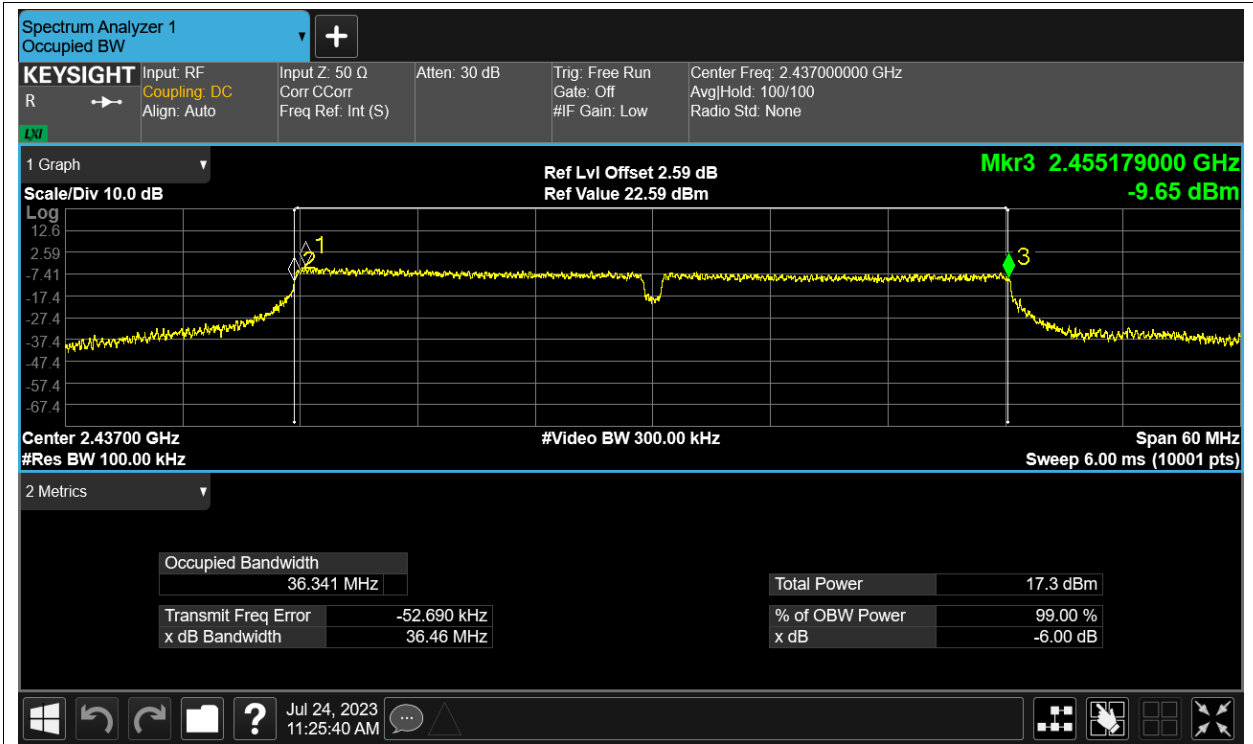 Spectrum Analyzer 1
Occupied BW
+
KEYSIGHT Input: RF Input Z: 50 Ω Atten: 30 dB Trig: Free Run Center Freq: 2.437000000 GHz
R Coupling: DC Corr CCorr Gate: Off Avg|Hold: 100/100
Align: Auto Freq Ref: Int (S) #IF Gain: Low Radio Std: None
LXI
1 Graph Ref Lvl Offset 2.59 dB Mkr3 2.455179000 GHz
Scale/Div 10.0 dB Ref Value 22.59 dBm -9.65 dBm
Log
12.6
2.59
-7.41
-17.4
-27.4
-37.4
-47.4
-57.4
-67.4
1
2
3
Center 2.43700 GHz #Video BW 300.00 kHz Span 60 MHz
#Res BW 100.00 kHz Sweep 6.00 ms (10001 pts)
2 Metrics
Occupied Bandwidth
36.341 MHz Total Power 17.3 dBm
Transmit Freq Error -52.690 kHz % of OBW Power 99.00 %
x dB Bandwidth 36.46 MHz x dB -6.00 dB
? Jul 24, 2023
11:25:40 AM